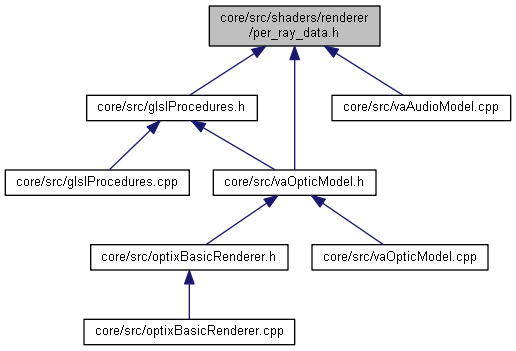 core/src/shaders/renderer
/per_ray_data.h
core/src/glslProcedures.h
core/src/vaAudioModel.cpp
core/src/glslProcedures.cpp
core/src/vaOpticModel.h
core/src/optixBasicRenderer.h
core/src/vaOpticModel.cpp
core/src/optixBasicRenderer.cpp